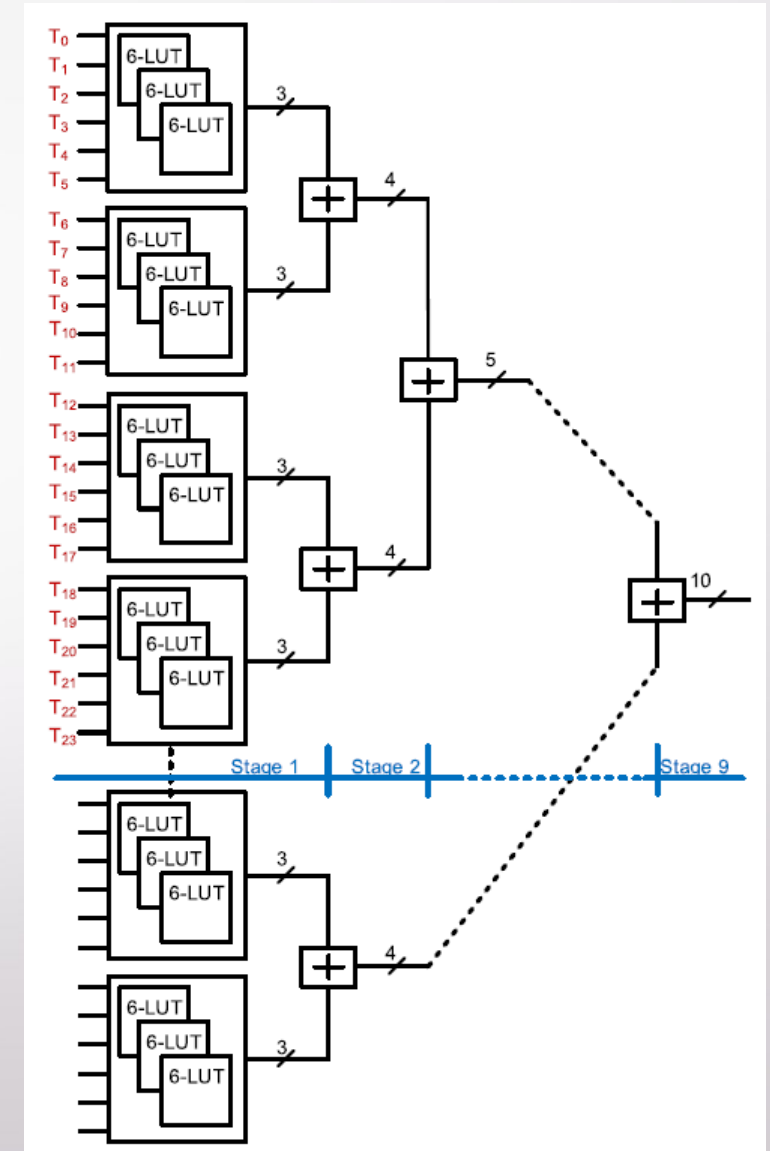 T0
T1
T2
T3
T4
T5
6-LUT
6-LUT
6-LUT
3
T6
T7
T8
T9
T10
T11
6-LUT
6-LUT
6-LUT
3
+
4
T12
T13
T14
T15
T16
T17
6-LUT
6-LUT
6-LUT
3
T18
T19
T20
T21
T22
T23
6-LUT
6-LUT
6-LUT
3
+
4
+
5
+
10
Stage 1 Stage 2 Stage 9
6-LUT
6-LUT
6-LUT
3
6-LUT
6-LUT
6-LUT
3
+
4